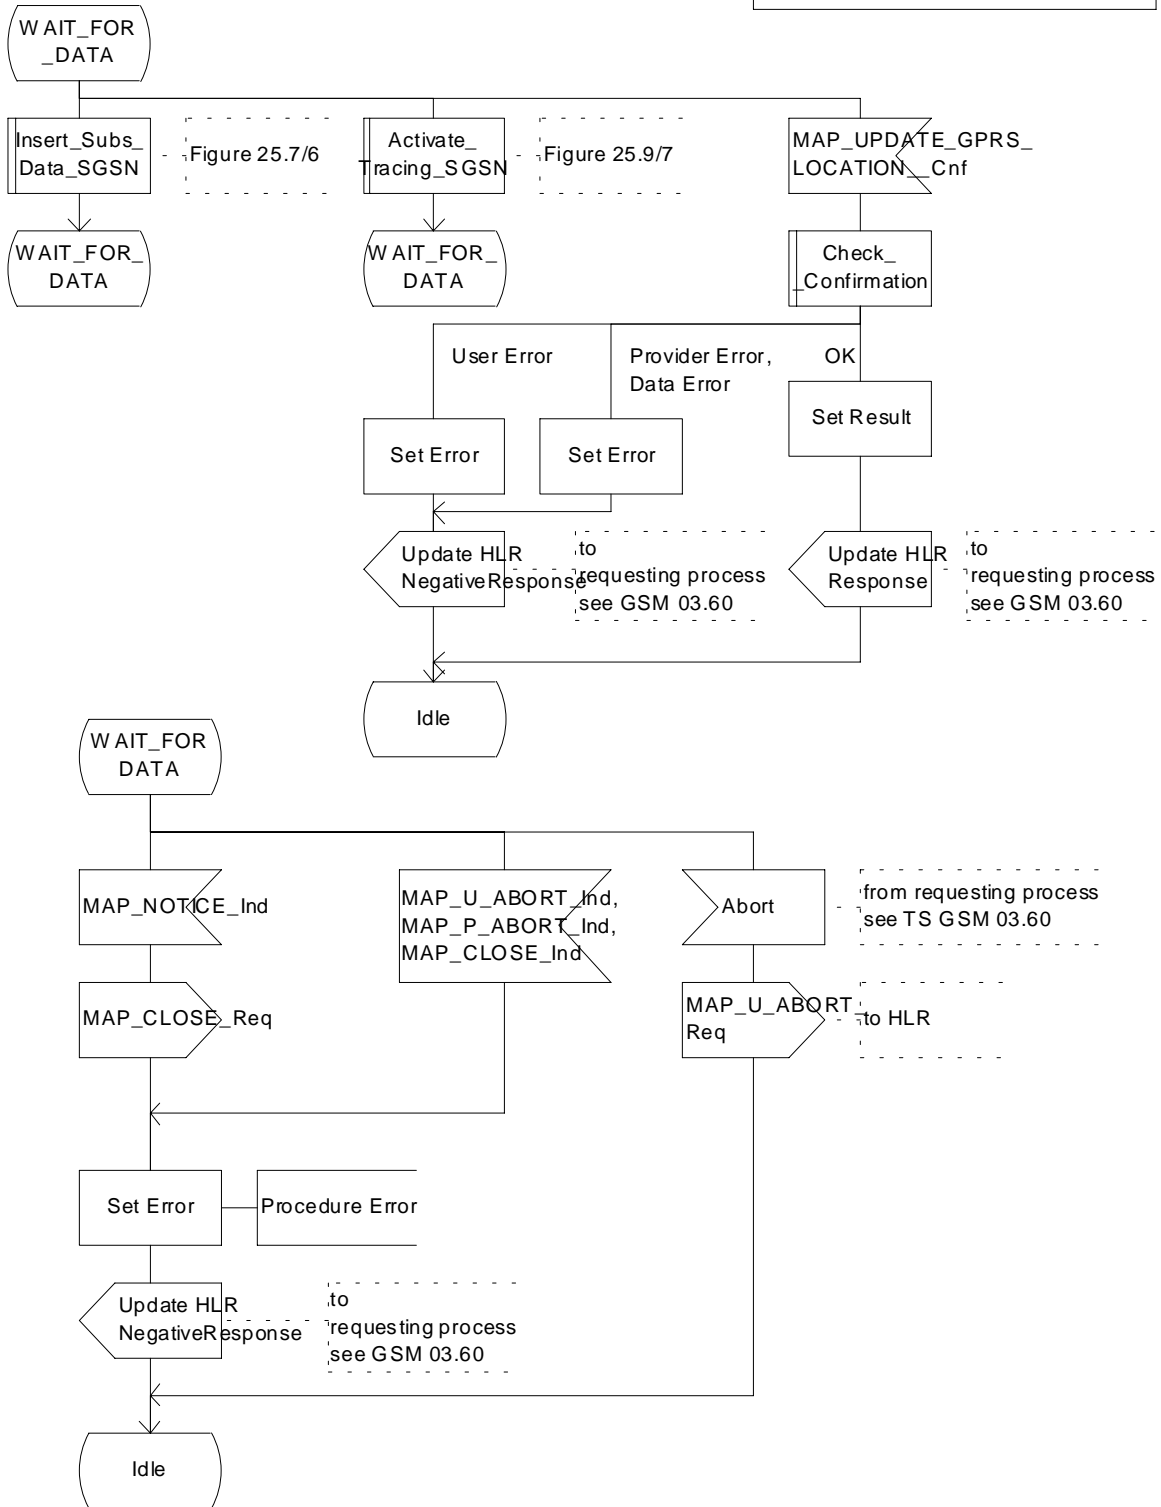 WAIT_FOR
_DATA
Insert_Subs_
Data_SGSN
Figure 25.7/6
Activate_
Tracing_SGSN
Figure 25.9/7
MAP_UPDATE_GPRS_
LOCATION__Cnf
WAIT_FOR_
DATA
WAIT_FOR_
DATA
Check_
_Confirmation
User Error
Provider Error,
Data Error
OK
Set Error
Set Error
Set Result
Update HLR
NegativeResponse
to
requesting process
see GSM 03.60
Update HLR
Response
to
requesting process
see GSM 03.60
Idle
WAIT_FOR
DATA
MAP_NOTICE_Ind
MAP_U_ABORT_Ind,
MAP_P_ABORT_Ind,
MAP_CLOSE_Ind
Abort
from requesting process
see TS GSM 03.60
MAP_CLOSE_Req
MAP_U_ABORT_
Req
to HLR
Set Error
Procedure Error
Update HLR
NegativeResponse
to
requesting process
see GSM 03.60
Idle